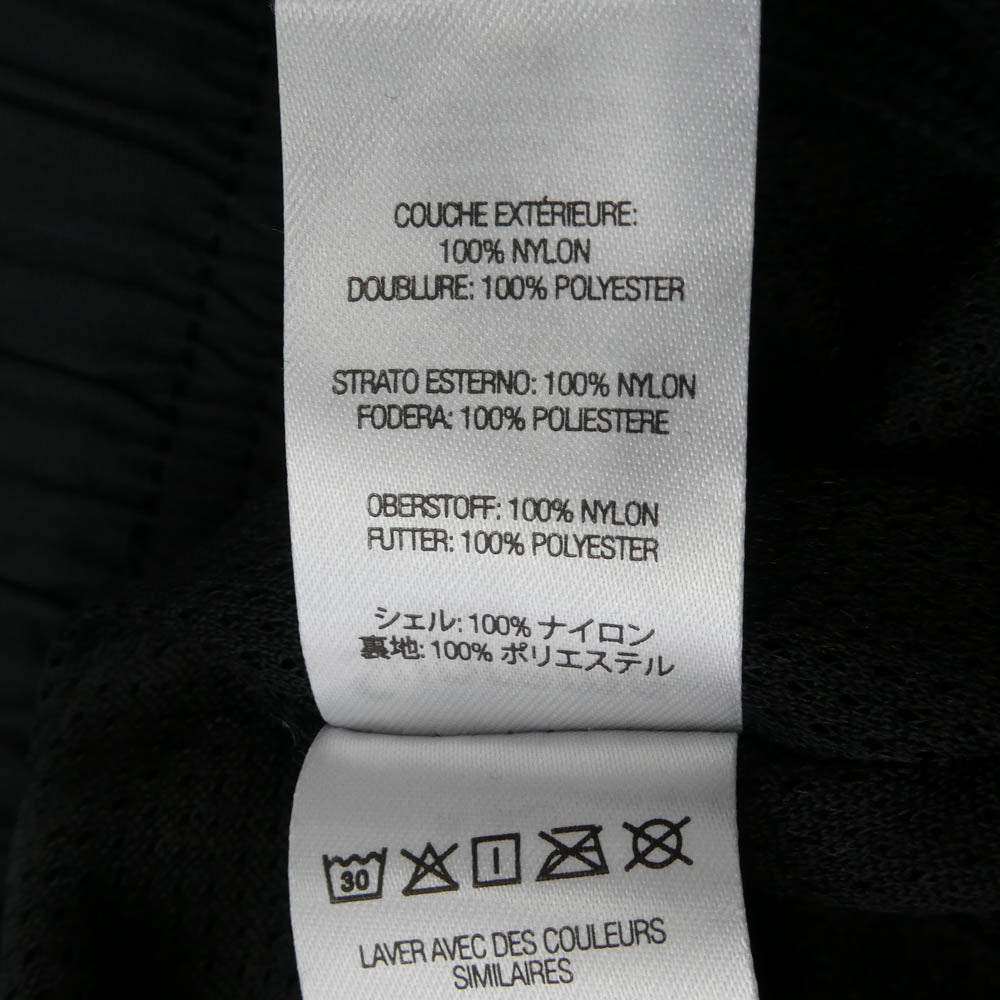 COUCHE EXTÉRIEURE:
100% NYLON
DOUBLURE: 100% POLYESTER
STRATO ESTERNO: 100% NYLON
FODERA: 100% POLIESTERE
OBERSTOFF: 100% NYLON
FUTTER: 100% POLYESTER
シェル: 100% ナイロン
裏地: 100% ポリエステル
30
LAVER AVEC DES COULEURS
SIMILAIRES